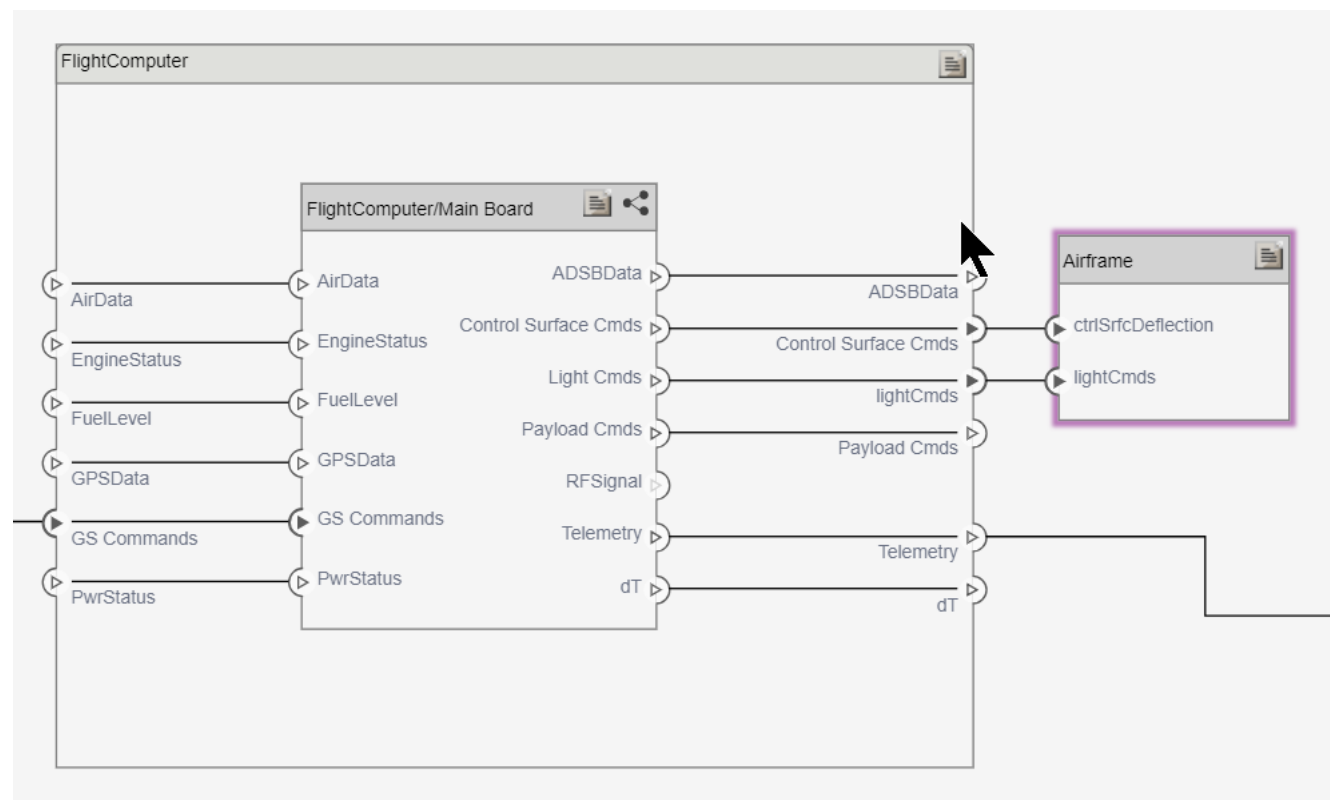 FlightComputer
FlightComputer/Main Board
AirData
AirData
EngineStatus
EngineStatus
FuelLevel
FuelLevel
GPSData
GPSData
GS Commands
GS Commands
PwrStatus
PwrStatus
ADSBData
ADSBData
Control Surface Cmds
Control Surface Cmds
Light Cmds
lightCmds
Payload Cmds
Payload Cmds
RFSignal
Telemetry
Telemetry
dT
dT
Airframe
ctrlSrfcDeflection
lightCmds